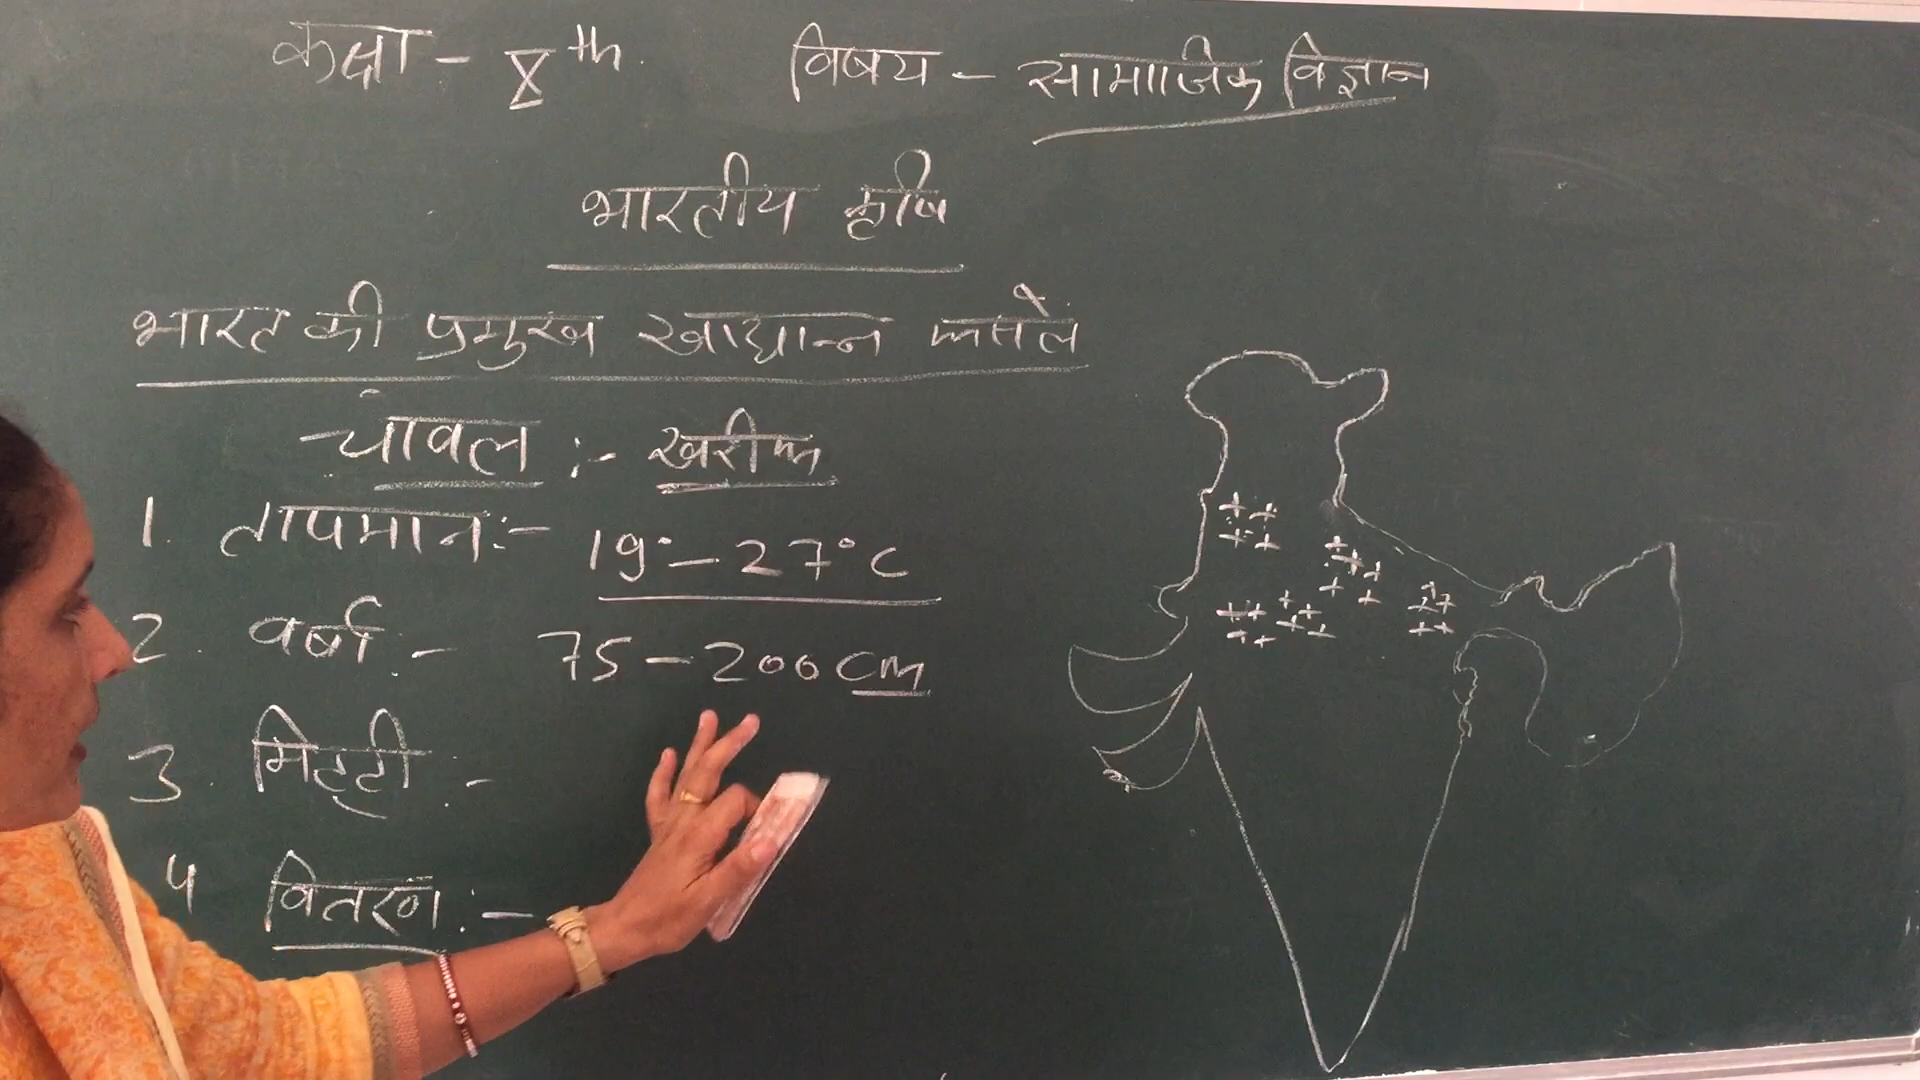 कक्षा - Xth. विषय - सामाजिक विज्ञान
भारतीय कृषि
भारत की प्रमुख खाद्यान्न फसलें
चांवल :- खरीफ
1. तापमान :- 19° - 27°C
2. वर्षा :- 75 - 200 cm
3. मिट्टी :-
4 वितरण :-